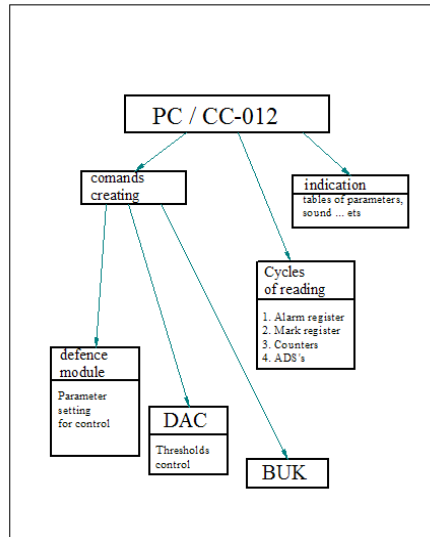 PC / CC-012
comands
creating
indication
tables of parameters,
sound ... ets
Cycles
of reading
1. Alarm register
2. Mark register
3. Counters
4. ADS's
defence
module
Parameter
setting
for control
DAC
Thresholds
control
BUK